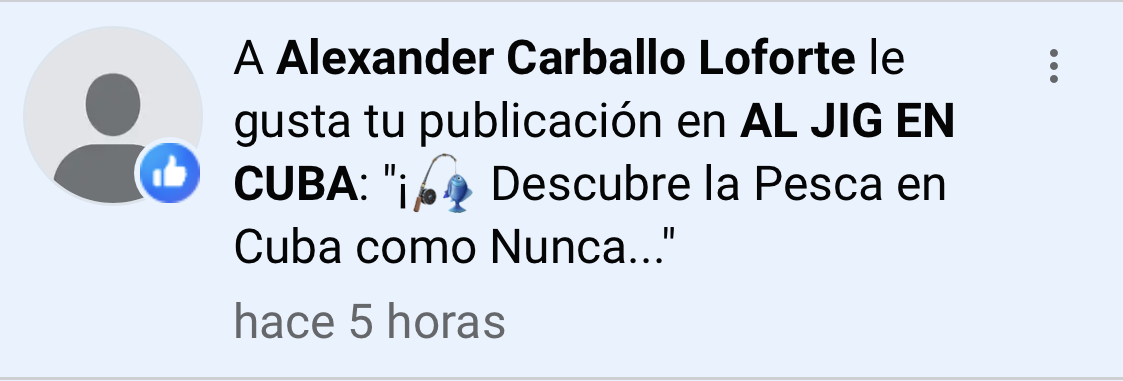 A Alexander Carballo Loforte le
gusta tu publicación en AL JIG EN
CUBA: "¡🎣 Descubre la Pesca en
Cuba como Nunca..."
hace 5 horas